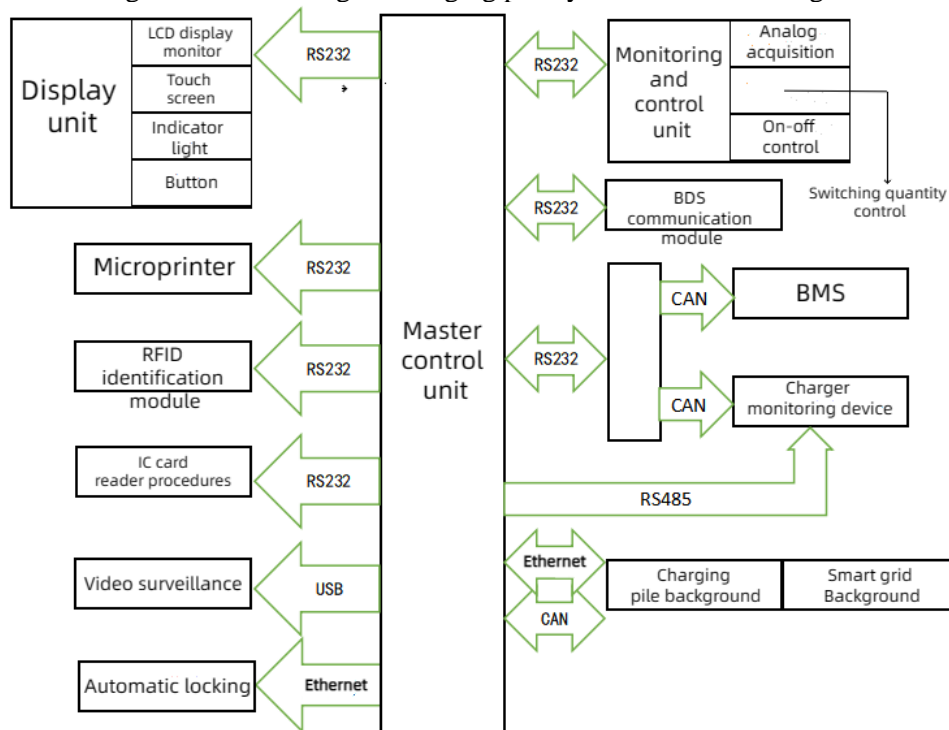 LCD display
monitor
Touch
screen
Indicator
light
Button
Display
unit
RS232
Microprinter
RS232
RFID
identification
module
RS232
IC card
reader procedures
RS232
Video surveillance
USB
Automatic locking
Ethernet
Master
control
unit
RS232
Monitoring
and
control
unit
Analog
acquisition
On-off
control
Switching quantity
control
RS232
BDS
communication
module
RS232
CAN
BMS
CAN
Charger
monitoring device
RS485
Ethernet
CAN
Charging
pile background
Smart grid
Background